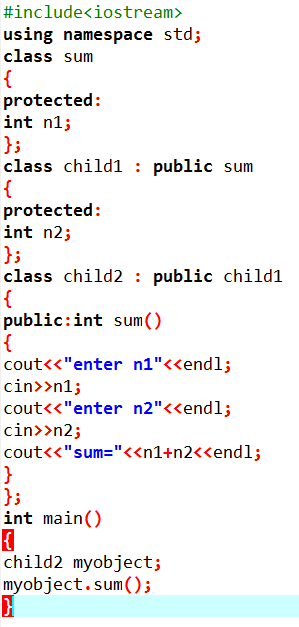 #include<iostream>
using namespace std;
class sum
{
protected:
int n1;
};
class child1 : public sum
{
protected:
int n2;
};
class child2 : public child1
{
public:int sum()
{
cout<<"enter n1"<<endl;
cin>>n1;
cout<<"enter n2"<<endl;
cin>>n2;
cout<<"sum="<<n1+n2<<endl;
}
};
int main()
{
child2 myobject;
myobject.sum();
}